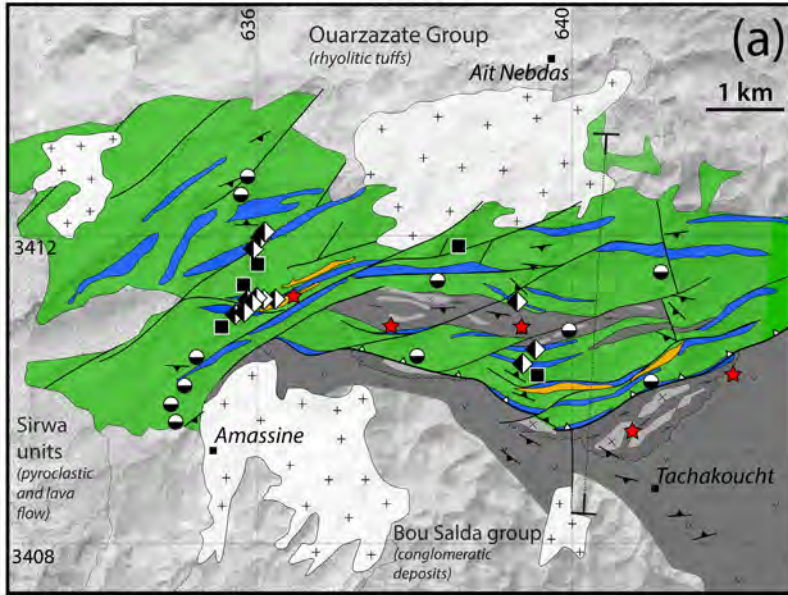 636
640
Ouarzazate Group
(rhyolitic tuffs)
(a)
Ait Nebdas
1 km
3412
Sirwa
units
(pyroclastic
and lava
flow)
Amassine
Tachakoucht
Bou Salda group
(conglomeratic
deposits)
3408